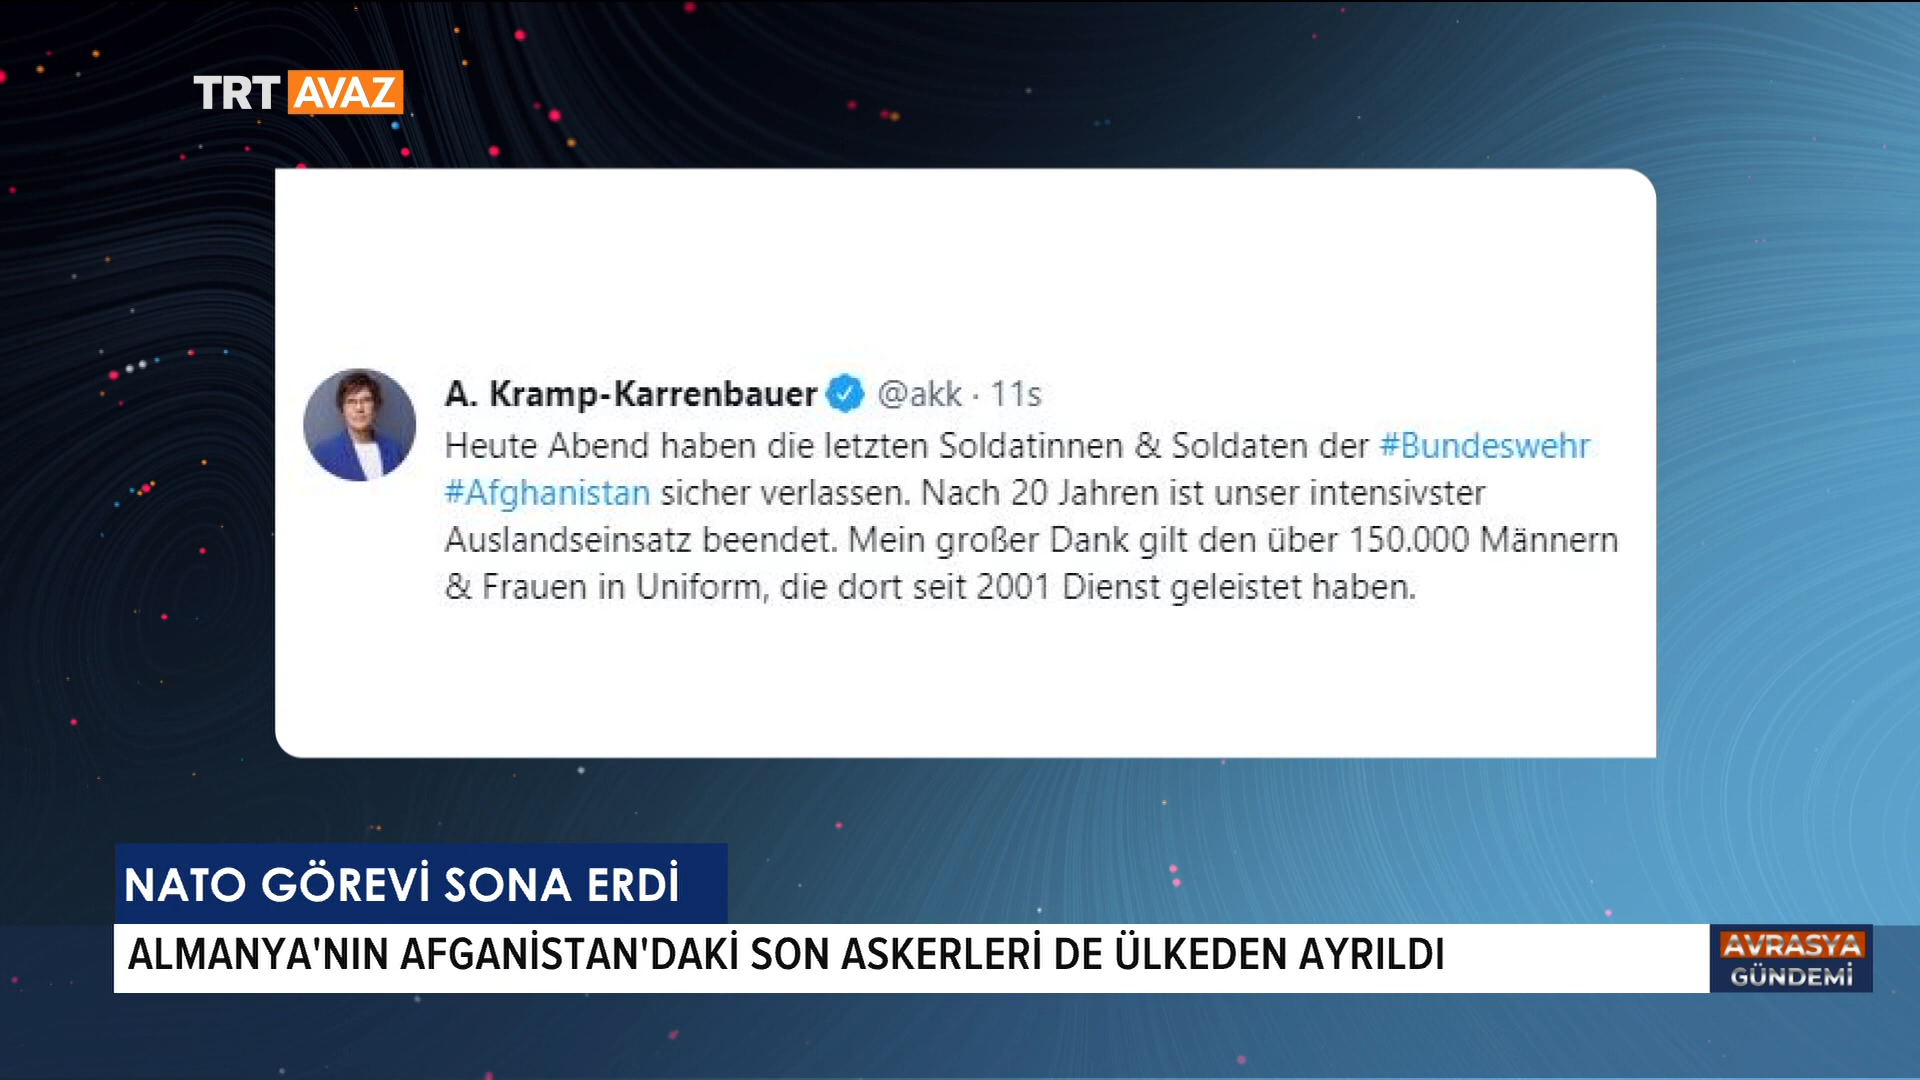 TRT AVAZ
A. Kramp-Karrenbauer @akk · 11s
Heute Abend haben die letzten Soldatinnen & Soldaten der #Bundeswehr
#Afghanistan sicher verlassen. Nach 20 Jahren ist unser intensivster
Auslandseinsatz beendet. Mein großer Dank gilt den über 150.000 Männern
& Frauen in Uniform, die dort seit 2001 Dienst geleistet haben.
NATO GÖREVİ SONA ERDİ
ALMANYA'NIN AFGANİSTAN'DAKİ SON ASKERLERİ DE ÜLKEDEN AYRILDI
AVRASYA
GÜNDEMİ